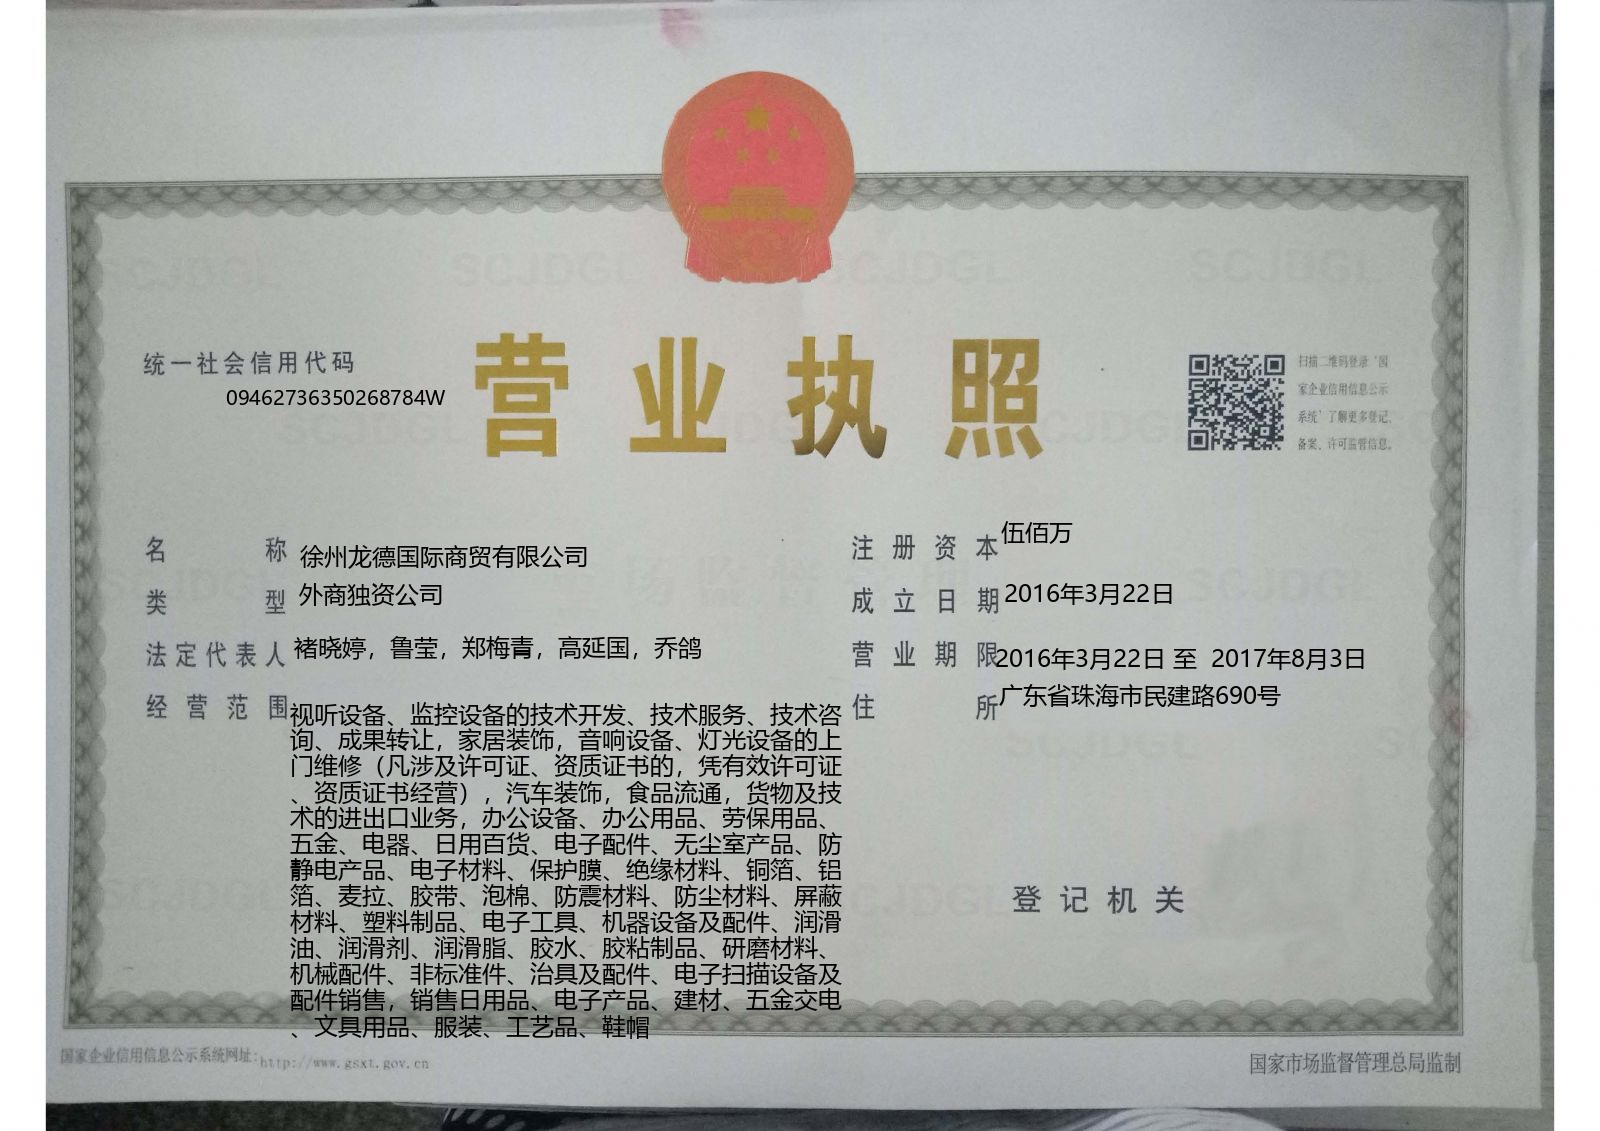 营业执照
统一社会信用代码
09462736350268784W
扫描二维码登录‘国
家企业信用信息公示
系统’了解更多登记、
备案、许可监管信息。
名称 徐州龙德国际商贸有限公司
类型 外商独资公司
法定代表人 褚晓婷，鲁莹，郑梅青，高延国，乔鸽
经营范围 视听设备、监控设备的技术开发、技术服务、技术咨
询、成果转让，家居装饰，音响设备、灯光设备的上
门维修（凡涉及许可证、资质证书的，凭有效许可证
、资质证书经营），汽车装饰，食品流通，货物及技
术的进出口业务，办公设备、办公用品、劳保用品、
五金、电器、日用百货、电子配件、无尘室产品、防
静电产品、电子材料、保护膜、绝缘材料、铜箔、铝
箔、麦拉、胶带、泡棉、防震材料、防尘材料、屏蔽
材料、塑料制品、电子工具、机器设备及配件、润滑
油、润滑剂、润滑脂、胶水、胶粘制品、研磨材料、
机械配件、非标准件、治具及配件、电子扫描设备及
配件销售，销售日用品、电子产品、建材、五金交电
、文具用品、服装、工艺品、鞋帽
注册资本 伍佰万
成立日期 2016年3月22日
营业期限 2016年3月22日 至 2017年8月3日
住所 广东省珠海市民建路690号
登记机关
国家企业信用信息公示系统网址：http://www.gsxt.gov.cn
国家市场监督管理总局监制
SCJDGL
SCJDGL
SCJDGL
SCJDGL